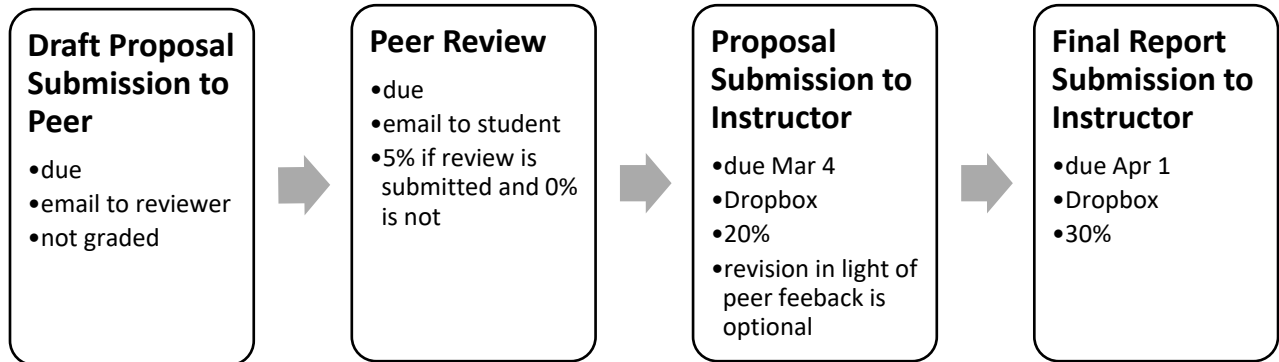 Draft Proposal
Submission to
Peer
•due
•email to reviewer
•not graded
Peer Review
•due
•email to student
•5% if review is
submitted and 0%
is not
Proposal
Submission to
Instructor
•due Mar 4
•Dropbox
•20%
•revision in light of
peer feeback is
optional
Final Report
Submission to
Instructor
•due Apr 1
•Dropbox
•30%